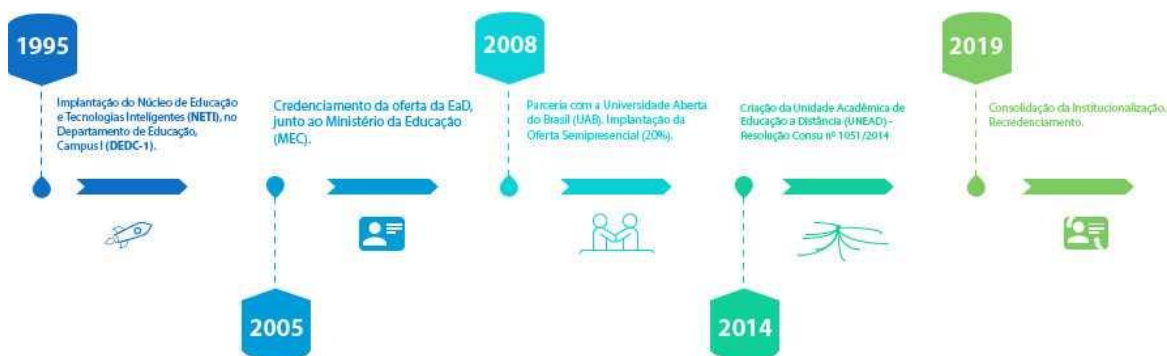 1995
Implantação do Núcleo de Educação
e Tecnologias Inteligentes (NETI), no
Departamento de Educação,
Campus I (DEDC-1).
2005
Credenciamento da oferta da EaD,
junto ao Ministério da Educação
(MEC).
2008
Parceria com a Universidade Aberta
do Brasil (UAB). Implantação da
Oferta Semipresencial (20%).
2014
Criação da Unidade Acadêmica de
Educação a Distância (UNEAD) -
Resolução Consu nº 1051/2014
2019
Consolidação da Institucionalização.
Recredenciamento.